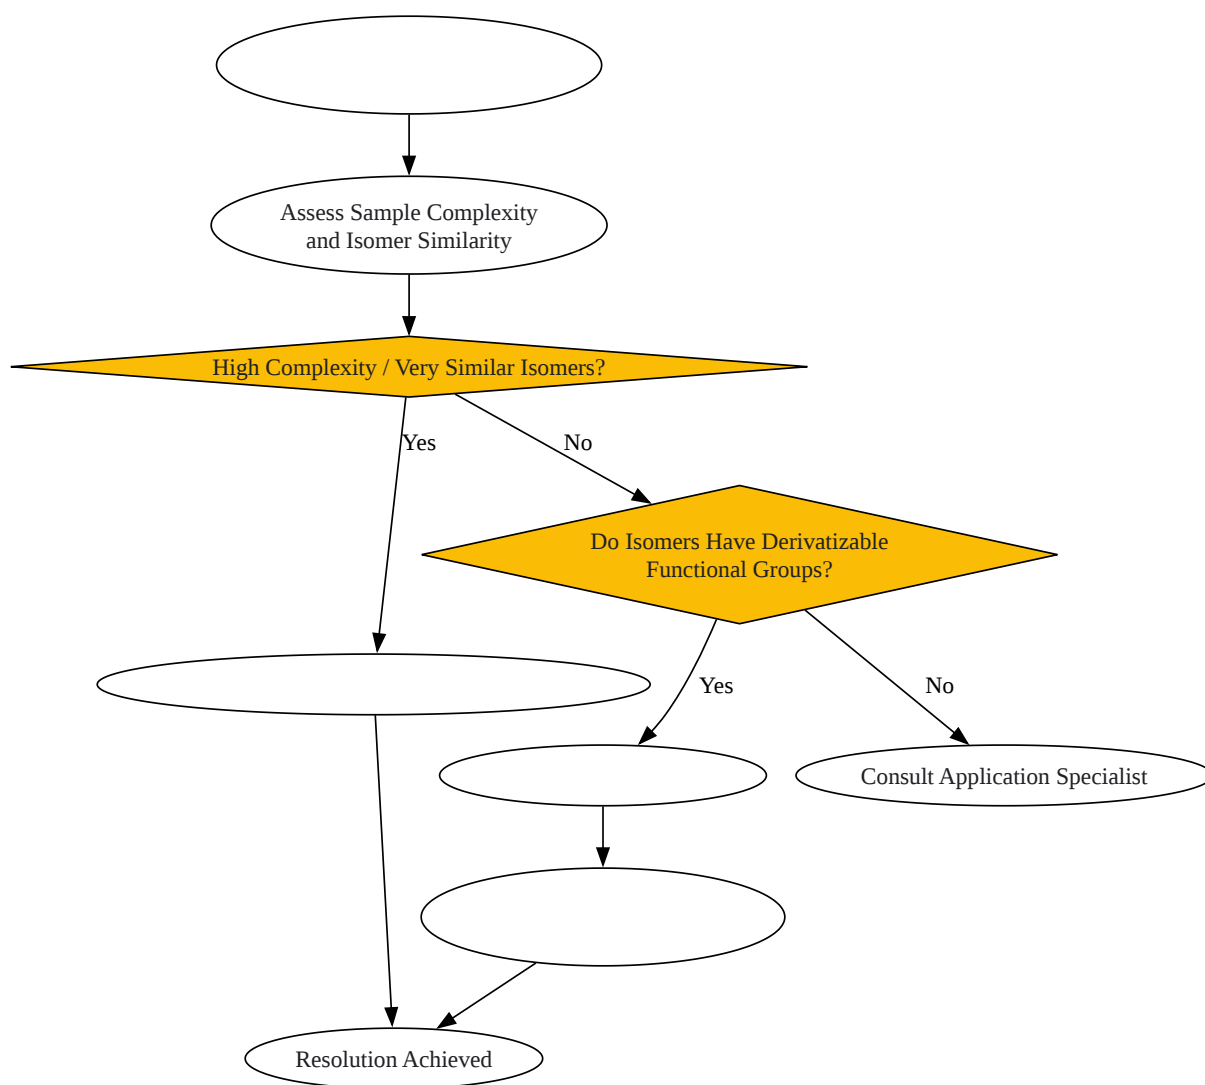 Assess Sample Complexity
and Isomer Similarity
High Complexity / Very Similar Isomers?
Yes
No
Do Isomers Have Derivatizable
Functional Groups?
Yes
No
Consult Application Specialist
Resolution Achieved